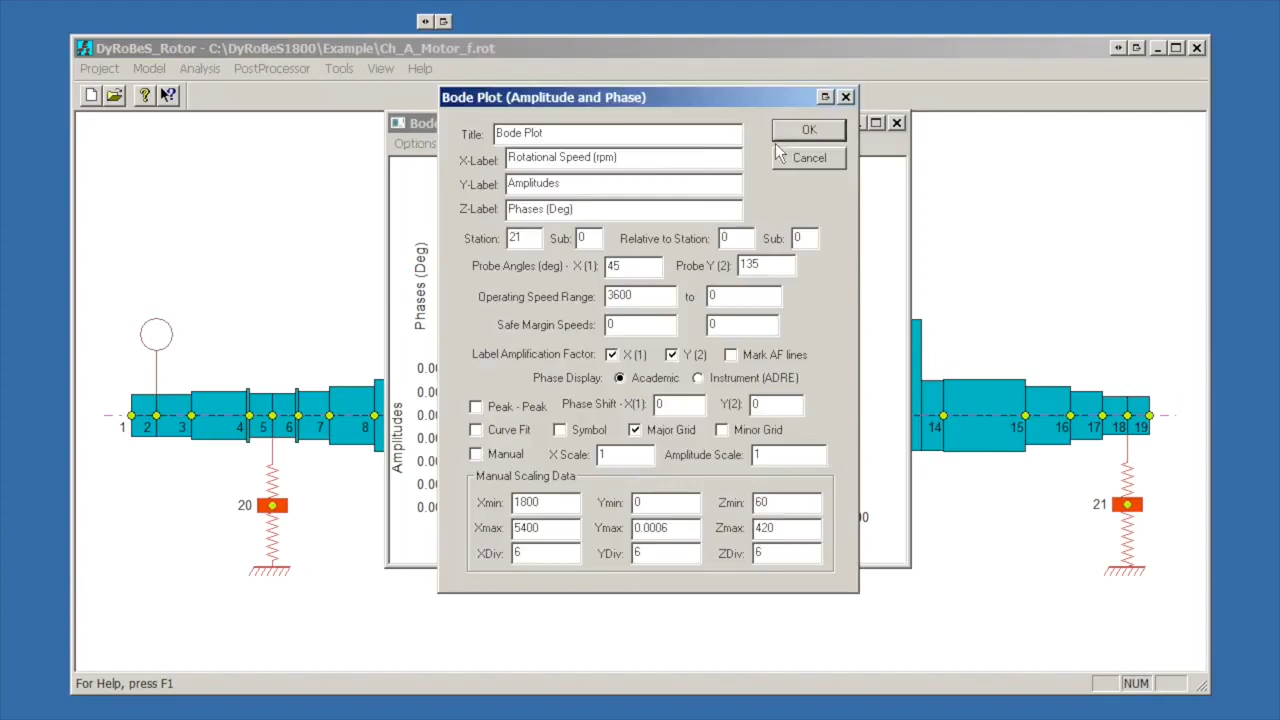 DyRoBeS_Rotor - C:\DyRoBeS1800\Example\Ch_A_Motor_f.rot
Project Model Analysis PostProcessor Tools View Help
Bode Plot (Amplitude and Phase)
Options
Title: Bode Plot
OK
X-Label: Rotational Speed (rpm)
Cancel
Y-Label: Amplitudes
Z-Label: Phases (Deg)
Station: 21 Sub: 0 Relative to Station: 0 Sub: 0
Probe Angles (deg) - X (1): 45 Probe Y (2): 135
Operating Speed Range: 3600 to 0
Safe Margin Speeds: 0 0
Label Amplification Factor: X (1) Y (2) Mark AF lines
Phase Display: Academic Instrument (ADRE)
Peak - Peak Phase Shift - X(1): 0 Y(2): 0
Curve Fit Symbol Major Grid Minor Grid
Manual X Scale: 1 Amplitude Scale: 1
Manual Scaling Data
Xmin: 1800 Ymin: 0 Zmin: 60
Xmax: 5400 Ymax: 0.0006 Zmax: 420
XDiv: 6 YDiv: 6 ZDiv: 6
Phases (Deg)
Amplitudes
1 2 3 4 5 6 7 8
14 15 16 17 18 19
20
21
For Help, press F1
NUM